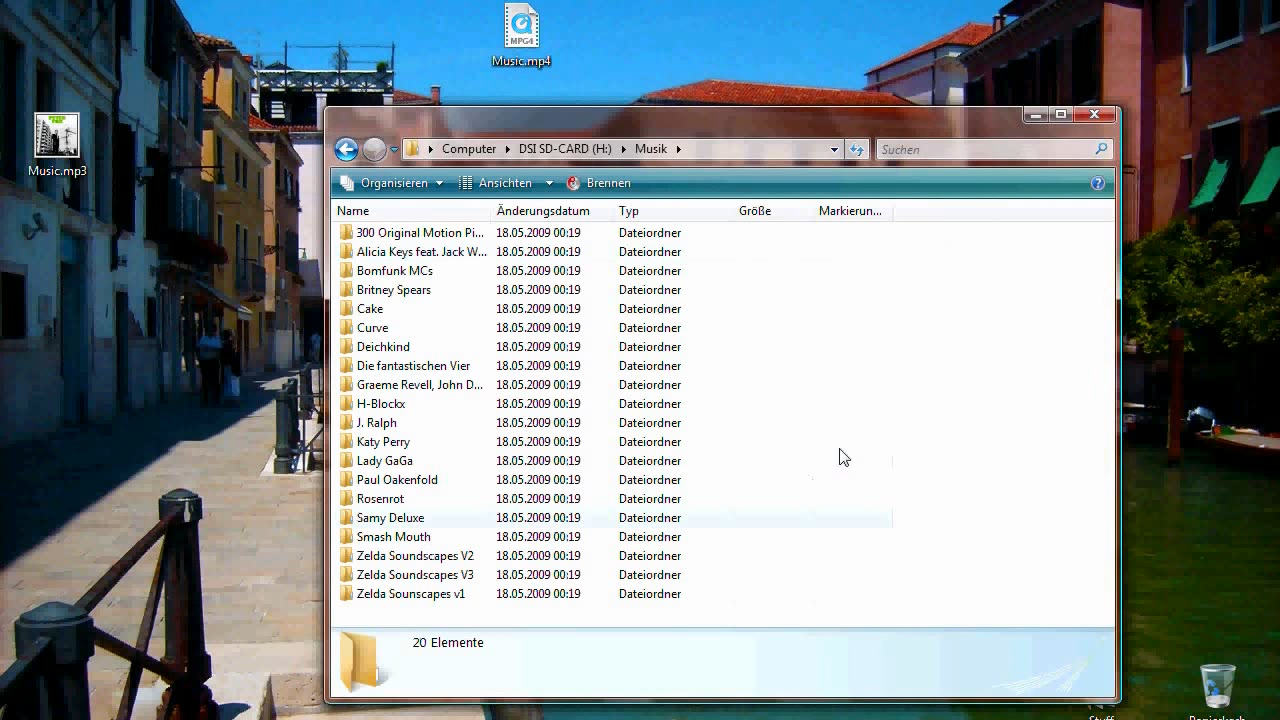 MPG4
Music.mp4
Music.mp3
Computer DSI SD-CARD (H:) Musik
Suchen
Organisieren Ansichten Brennen
Name Änderungsdatum Typ Größe Markierun...
300 Original Motion Pi... 18.05.2009 00:19 Dateiordner
Alicia Keys feat. Jack W... 18.05.2009 00:19 Dateiordner
Bomfunk MCs 18.05.2009 00:19 Dateiordner
Britney Spears 18.05.2009 00:19 Dateiordner
Cake 18.05.2009 00:19 Dateiordner
Curve 18.05.2009 00:19 Dateiordner
Deichkind 18.05.2009 00:19 Dateiordner
Die fantastischen Vier 18.05.2009 00:19 Dateiordner
Graeme Revell, John D... 18.05.2009 00:19 Dateiordner
H-Blockx 18.05.2009 00:19 Dateiordner
J. Ralph 18.05.2009 00:19 Dateiordner
Katy Perry 18.05.2009 00:19 Dateiordner
Lady GaGa 18.05.2009 00:19 Dateiordner
Paul Oakenfold 18.05.2009 00:19 Dateiordner
Rosenrot 18.05.2009 00:19 Dateiordner
Samy Deluxe 18.05.2009 00:19 Dateiordner
Smash Mouth 18.05.2009 00:19 Dateiordner
Zelda Soundscapes V2 18.05.2009 00:19 Dateiordner
Zelda Soundscapes V3 18.05.2009 00:19 Dateiordner
Zelda Sounscapes v1 18.05.2009 00:19 Dateiordner
20 Elemente
Stuff
Papierkorb